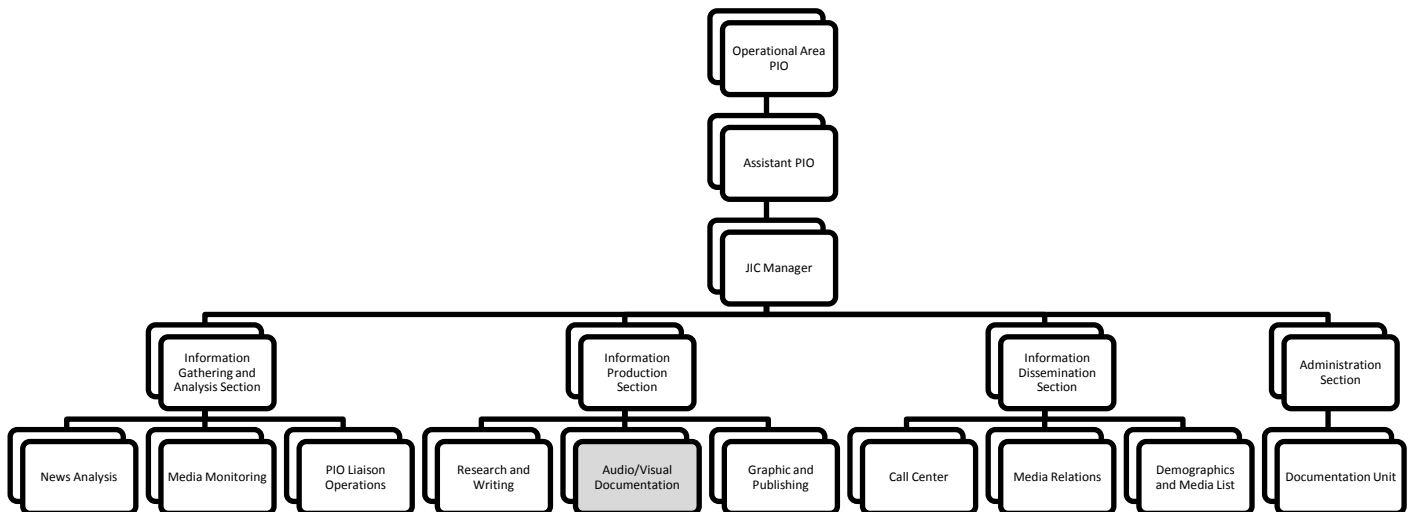 Operational Area
PIO
Assistant PIO
JIC Manager
Information
Gathering and
Analysis Section
Information
Production
Section
Information
Dissemination
Section
Administration
Section
News Analysis
Media Monitoring
PIO Liaison
Operations
Research and
Writing
Audio/Visual
Documentation
Graphic and
Publishing
Call Center
Media Relations
Demographics
and Media List
Documentation Unit